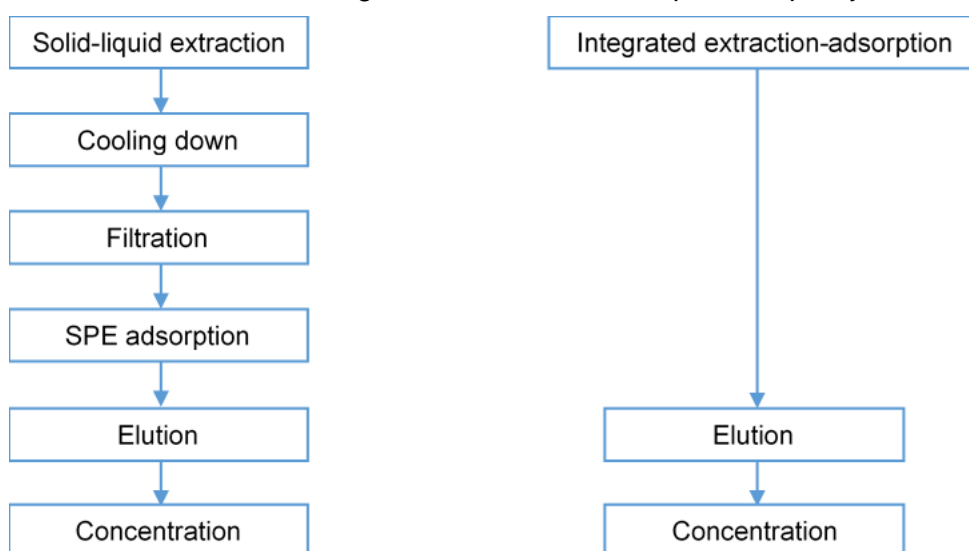 Solid-liquid extraction
Cooling down
Filtration
SPE adsorption
Elution
Concentration
Integrated extraction-adsorption
Elution
Concentration